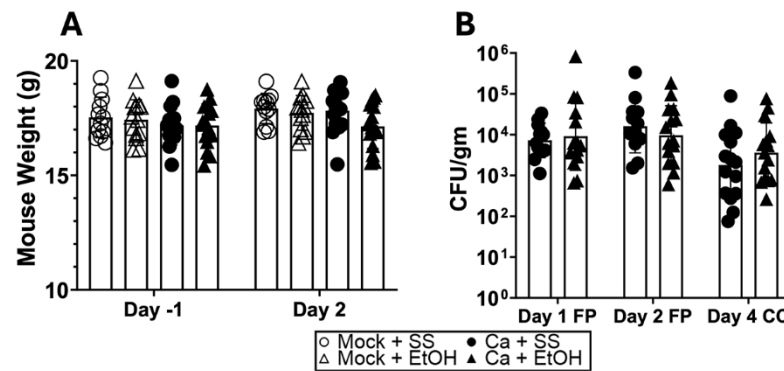 A
B
Mouse Weight (g)
20
15
10
Day -1
Day 2
CFU/gm
10⁶
10⁵
10⁴
10³
10²
10¹
10⁰
Day 1 FP
Day 2 FP
Day 4 CC
Mock + SS
Ca + SS
Mock + EtOH
Ca + EtOH